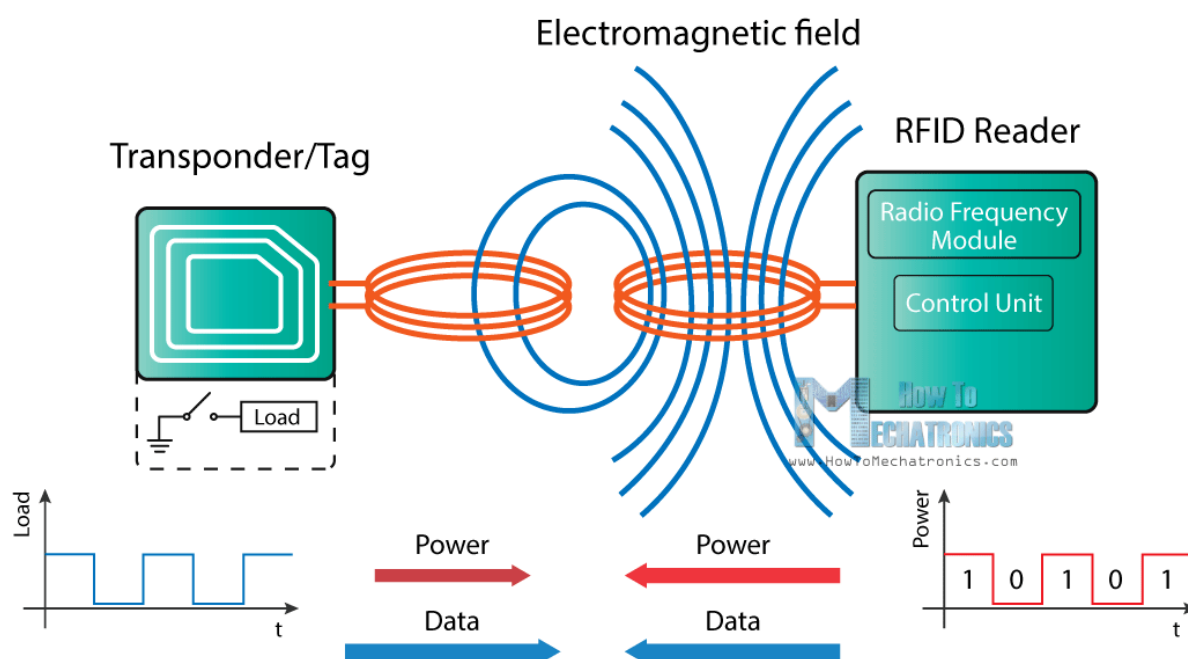 Electromagnetic field
Transponder/Tag
RFID Reader
Radio Frequency
Module
Control Unit
Load
How To
MECHATRONICS
www.HowToMechatronics.com
Load
t
Power
Data
Power
Data
Power
1 0 1 0 1
t